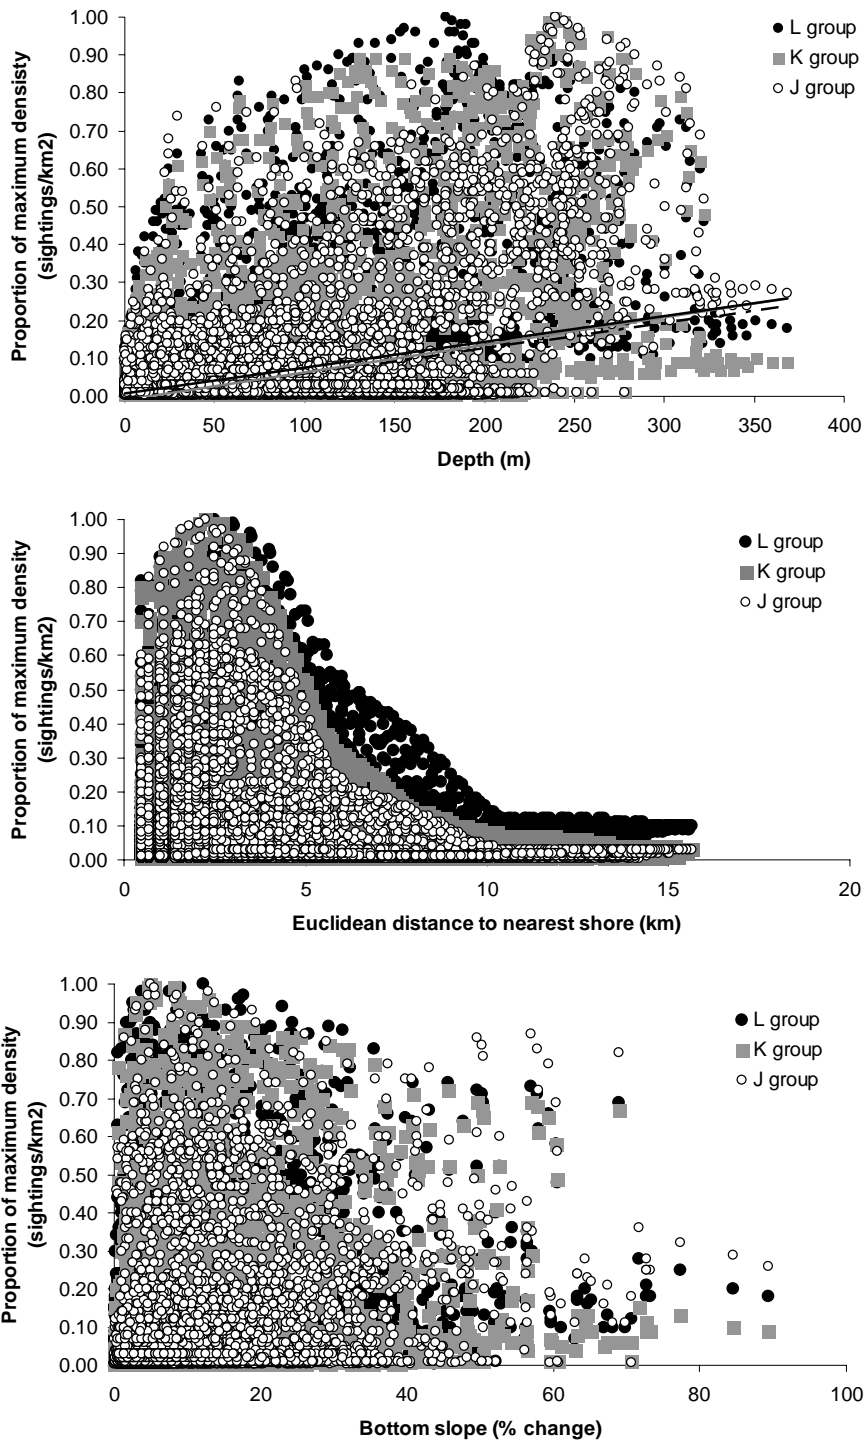 Proportion of maximum densisty
(sightings/km2)
1.00
0.90
0.80
0.70
0.60
0.50
0.40
0.30
0.20
0.10
0.00
L group
K group
J group
0 50 100 150 200 250 300 350 400
Depth (m)
Proportion of maximum density
(sightings/km2)
1.00
0.90
0.80
0.70
0.60
0.50
0.40
0.30
0.20
0.10
0.00
L group
K group
J group
0 5 10 15 20
Euclidean distance to nearest shore (km)
Proportion of maximum density
(sightings/km2)
1.00
0.90
0.80
0.70
0.60
0.50
0.40
0.30
0.20
0.10
0.00
L group
K group
J group
0 20 40 60 80 100
Bottom slope (% change)